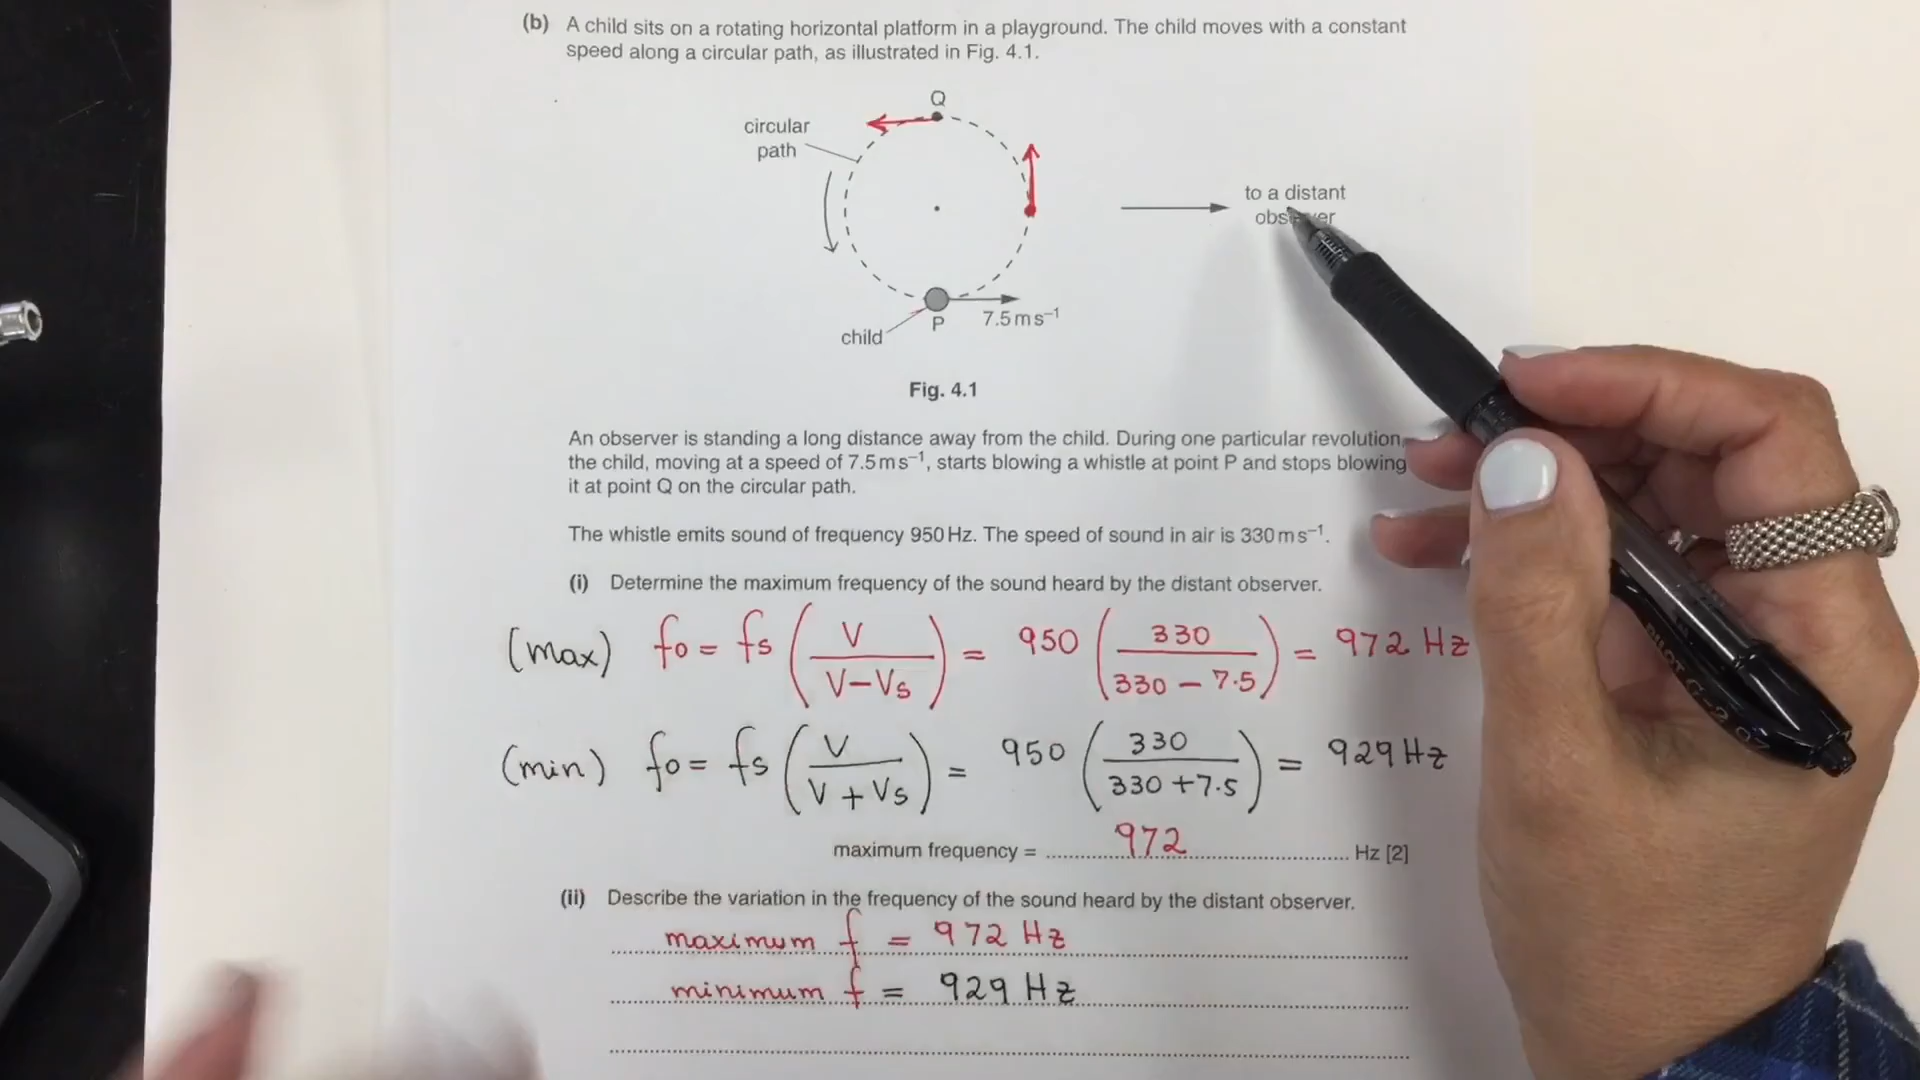 (b) A child sits on a rotating horizontal platform in a playground. The child moves with a constant
speed along a circular path, as illustrated in Fig. 4.1.
Q
circular
path
to a distant
observer
7.5 m s⁻¹
P
child
Fig. 4.1
An observer is standing a long distance away from the child. During one particular revolution,
the child, moving at a speed of 7.5 m s⁻¹, starts blowing a whistle at point P and stops blowing
it at point Q on the circular path.
The whistle emits sound of frequency 950 Hz. The speed of sound in air is 330 m s⁻¹.
(i) Determine the maximum frequency of the sound heard by the distant observer.
(max) fo = fs (V / V – Vs) = 950 (330 / 330 – 7.5) = 972 Hz
(min) fo = fs (V / V + Vs) = 950 (330 / 330 + 7.5) = 929 Hz
maximum frequency = 972 Hz [2]
(ii) Describe the variation in the frequency of the sound heard by the distant observer.
maximum f = 972 Hz
minimum f = 929 Hz
PILOT G-2 07